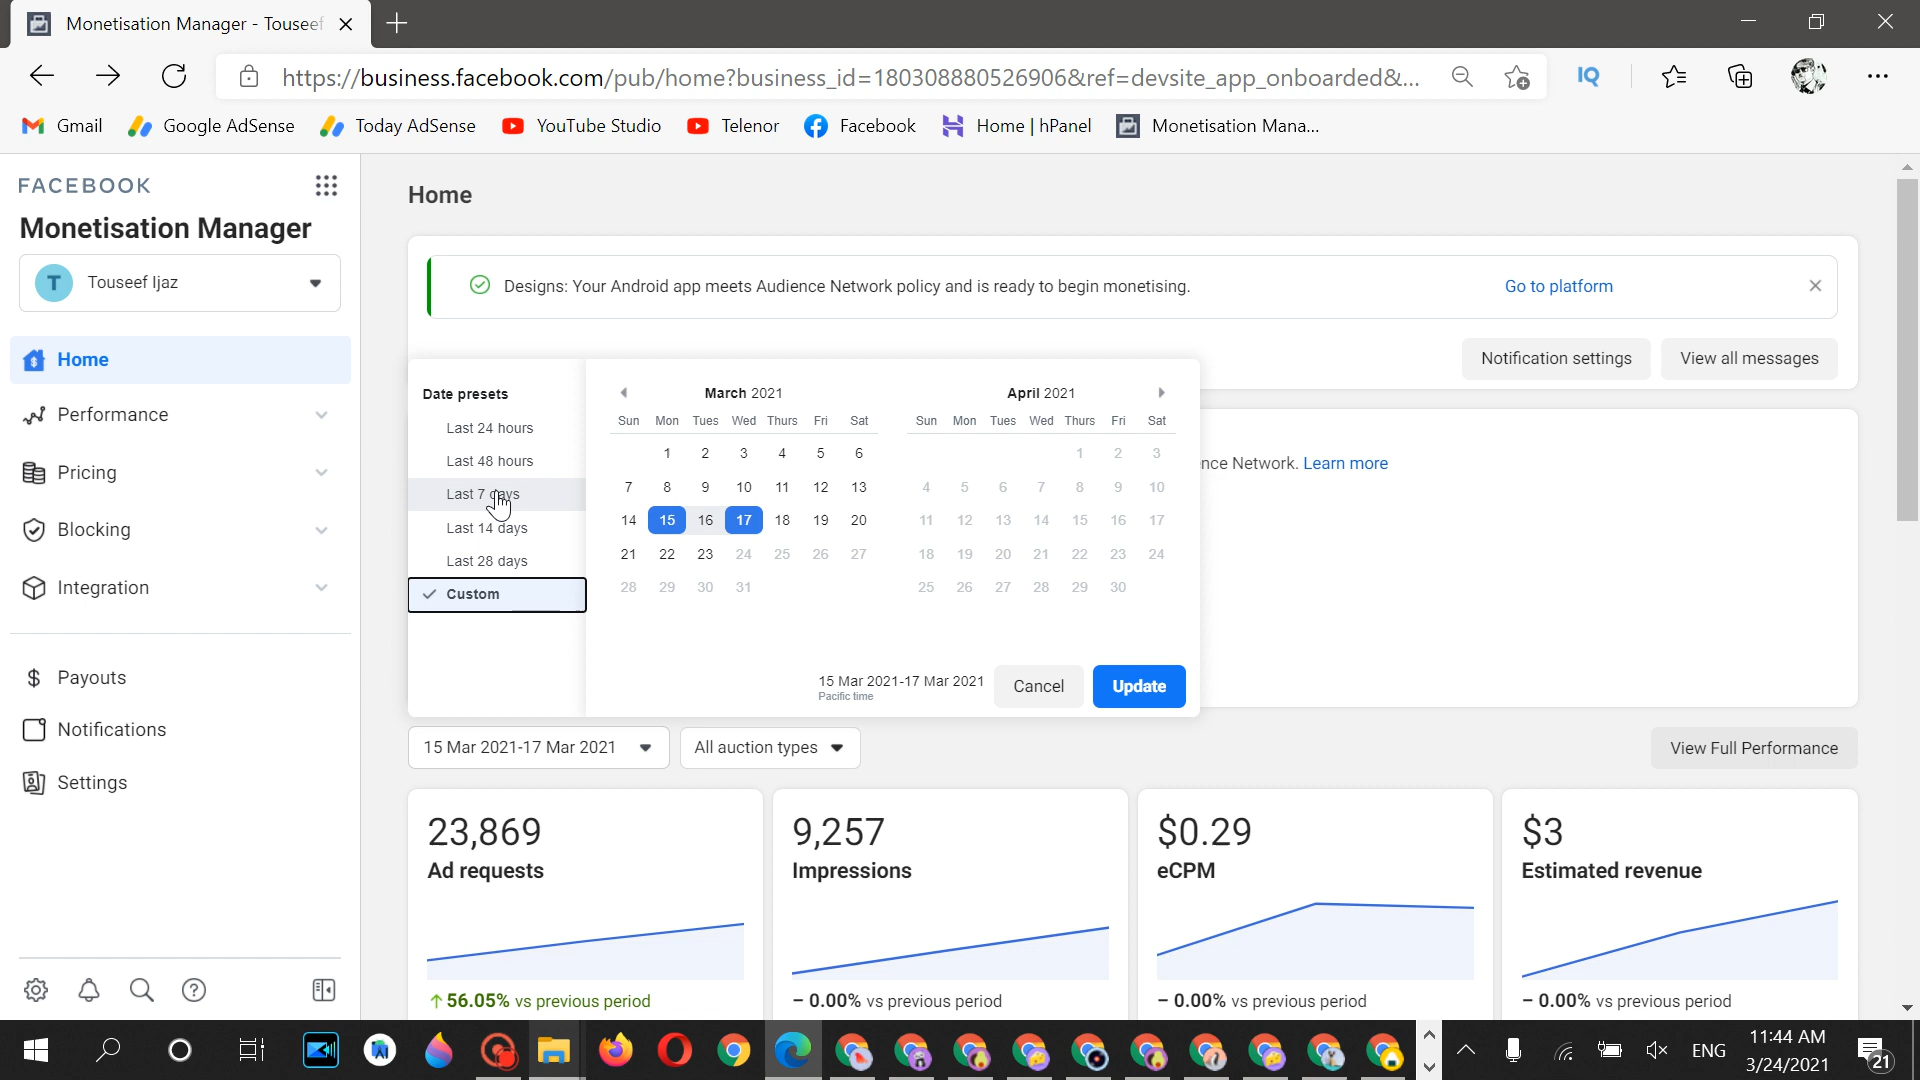 Monetisation Manager - Touseef
https://business.facebook.com/pub/home?business_id=180308880526906&ref=devsite_app_onboarded&...
IQ
Gmail
Google AdSense
Today AdSense
YouTube Studio
Telenor
Facebook
Home | hPanel
Monetisation Mana...
FACEBOOK
Monetisation Manager
T
Touseef Ijaz
Home
Performance
Pricing
Blocking
Integration
Payouts
Notifications
Settings
Home
Designs: Your Android app meets Audience Network policy and is ready to begin monetising.
Go to platform
Notification settings
View all messages
nce Network. Learn more
Date presets
Last 24 hours
Last 48 hours
Last 7 days
Last 14 days
Last 28 days
Custom
March 2021
Sun Mon Tues Wed Thurs Fri Sat
1 2 3 4 5 6
7 8 9 10 11 12 13
14 15 16 17 18 19 20
21 22 23 24 25 26 27
28 29 30 31
April 2021
Sun Mon Tues Wed Thurs Fri Sat
1 2 3
4 5 6 7 8 9 10
11 12 13 14 15 16 17
18 19 20 21 22 23 24
25 26 27 28 29 30
15 Mar 2021-17 Mar 2021
Pacific time
Cancel
Update
15 Mar 2021-17 Mar 2021
All auction types
View Full Performance
23,869
Ad requests
56.05% vs previous period
9,257
Impressions
– 0.00% vs previous period
$0.29
eCPM
– 0.00% vs previous period
$3
Estimated revenue
– 0.00% vs previous period
ENG
11:44 AM
3/24/2021
21